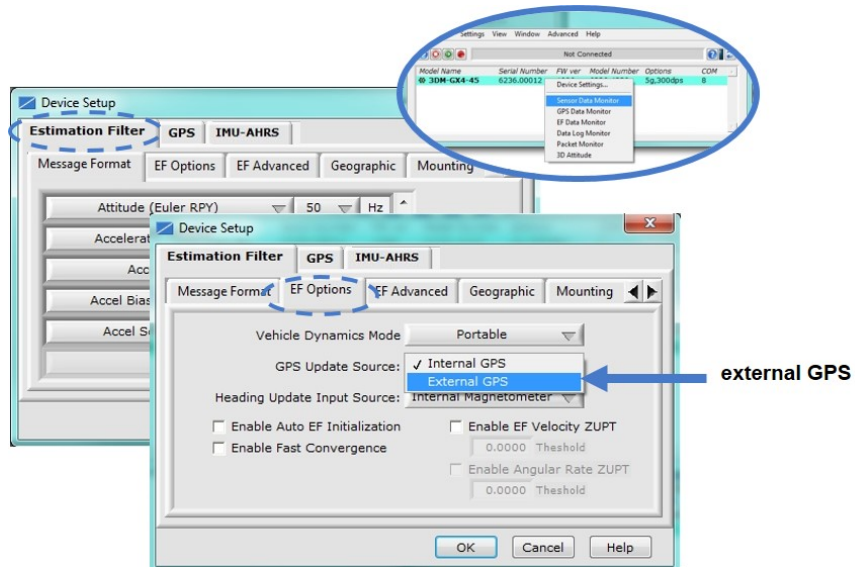 Settings View Window Advanced Help
Not Connected
Model Name Serial Number FW ver Model Number Options COM
3DM-GX4-45 6236.00012 5g,300dps 8
Device Settings...
Sensor Data Monitor
GPS Data Monitor
EF Data Monitor
Data Log Monitor
Packet Monitor
3D Attitude
Device Setup
Estimation Filter GPS IMU-AHRS
Message Format EF Options EF Advanced Geographic Mounting
Attitude (Euler RPY) 50 Hz
Accelerat
Acc
Accel Bias
Accel S
Device Setup
Estimation Filter GPS IMU-AHRS
Message Format EF Options EF Advanced Geographic Mounting
Vehicle Dynamics Mode Portable
GPS Update Source: ✓ Internal GPS
External GPS
external GPS
Heading Update Input Source: Internal Magnetometer
Enable Auto EF Initialization Enable EF Velocity ZUPT
Enable Fast Convergence 0.0000 Theshold
Enable Angular Rate ZUPT
0.0000 Theshold
OK Cancel Help